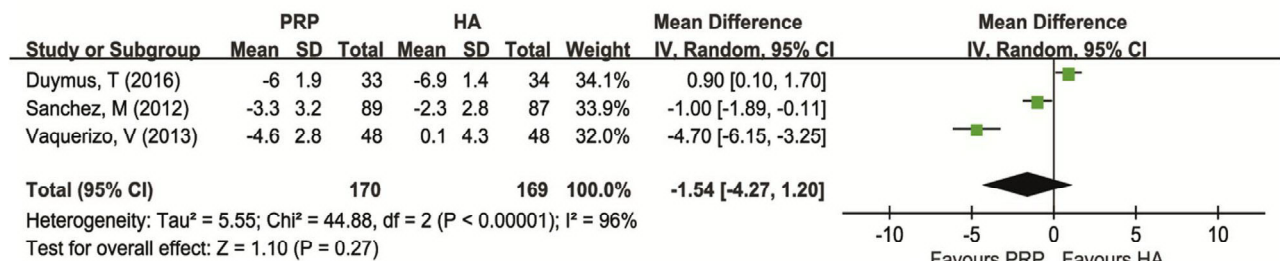 PRP HA Mean Difference Mean Difference
Study or Subgroup Mean SD Total Mean SD Total Weight IV, Random, 95% CI IV, Random, 95% CI
Duymus, T (2016) -6 1.9 33 -6.9 1.4 34 34.1% 0.90 [0.10, 1.70]
Sanchez, M (2012) -3.3 3.2 89 -2.3 2.8 87 33.9% -1.00 [-1.89, -0.11]
Vaquerizo, V (2013) -4.6 2.8 48 0.1 4.3 48 32.0% -4.70 [-6.15, -3.25]
Total (95% CI) 170 169 100.0% -1.54 [-4.27, 1.20]
Heterogeneity: Tau² = 5.55; Chi² = 44.88, df = 2 (P < 0.00001); I² = 96%
Test for overall effect: Z = 1.10 (P = 0.27)
-10 -5 0 5 10
Favours PRP Favours HA